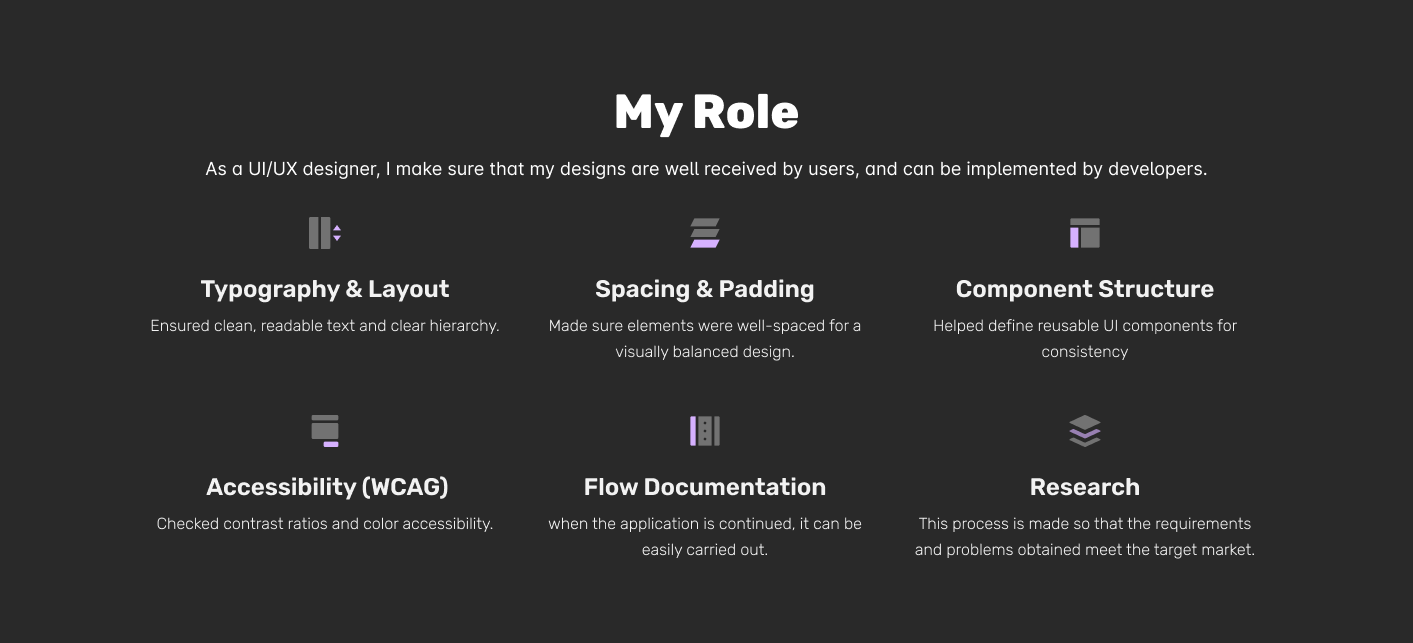 My Role
As a UI/UX designer, I make sure that my designs are well received by users, and can be implemented by developers.
Typography & Layout
Ensured clean, readable text and clear hierarchy.
Spacing & Padding
Made sure elements were well-spaced for a
visually balanced design.
Component Structure
Helped define reusable UI components for
consistency
Accessibility (WCAG)
Checked contrast ratios and color accessibility.
Flow Documentation
when the application is continued, it can be
easily carried out.
Research
This process is made so that the requirements
and problems obtained meet the target market.